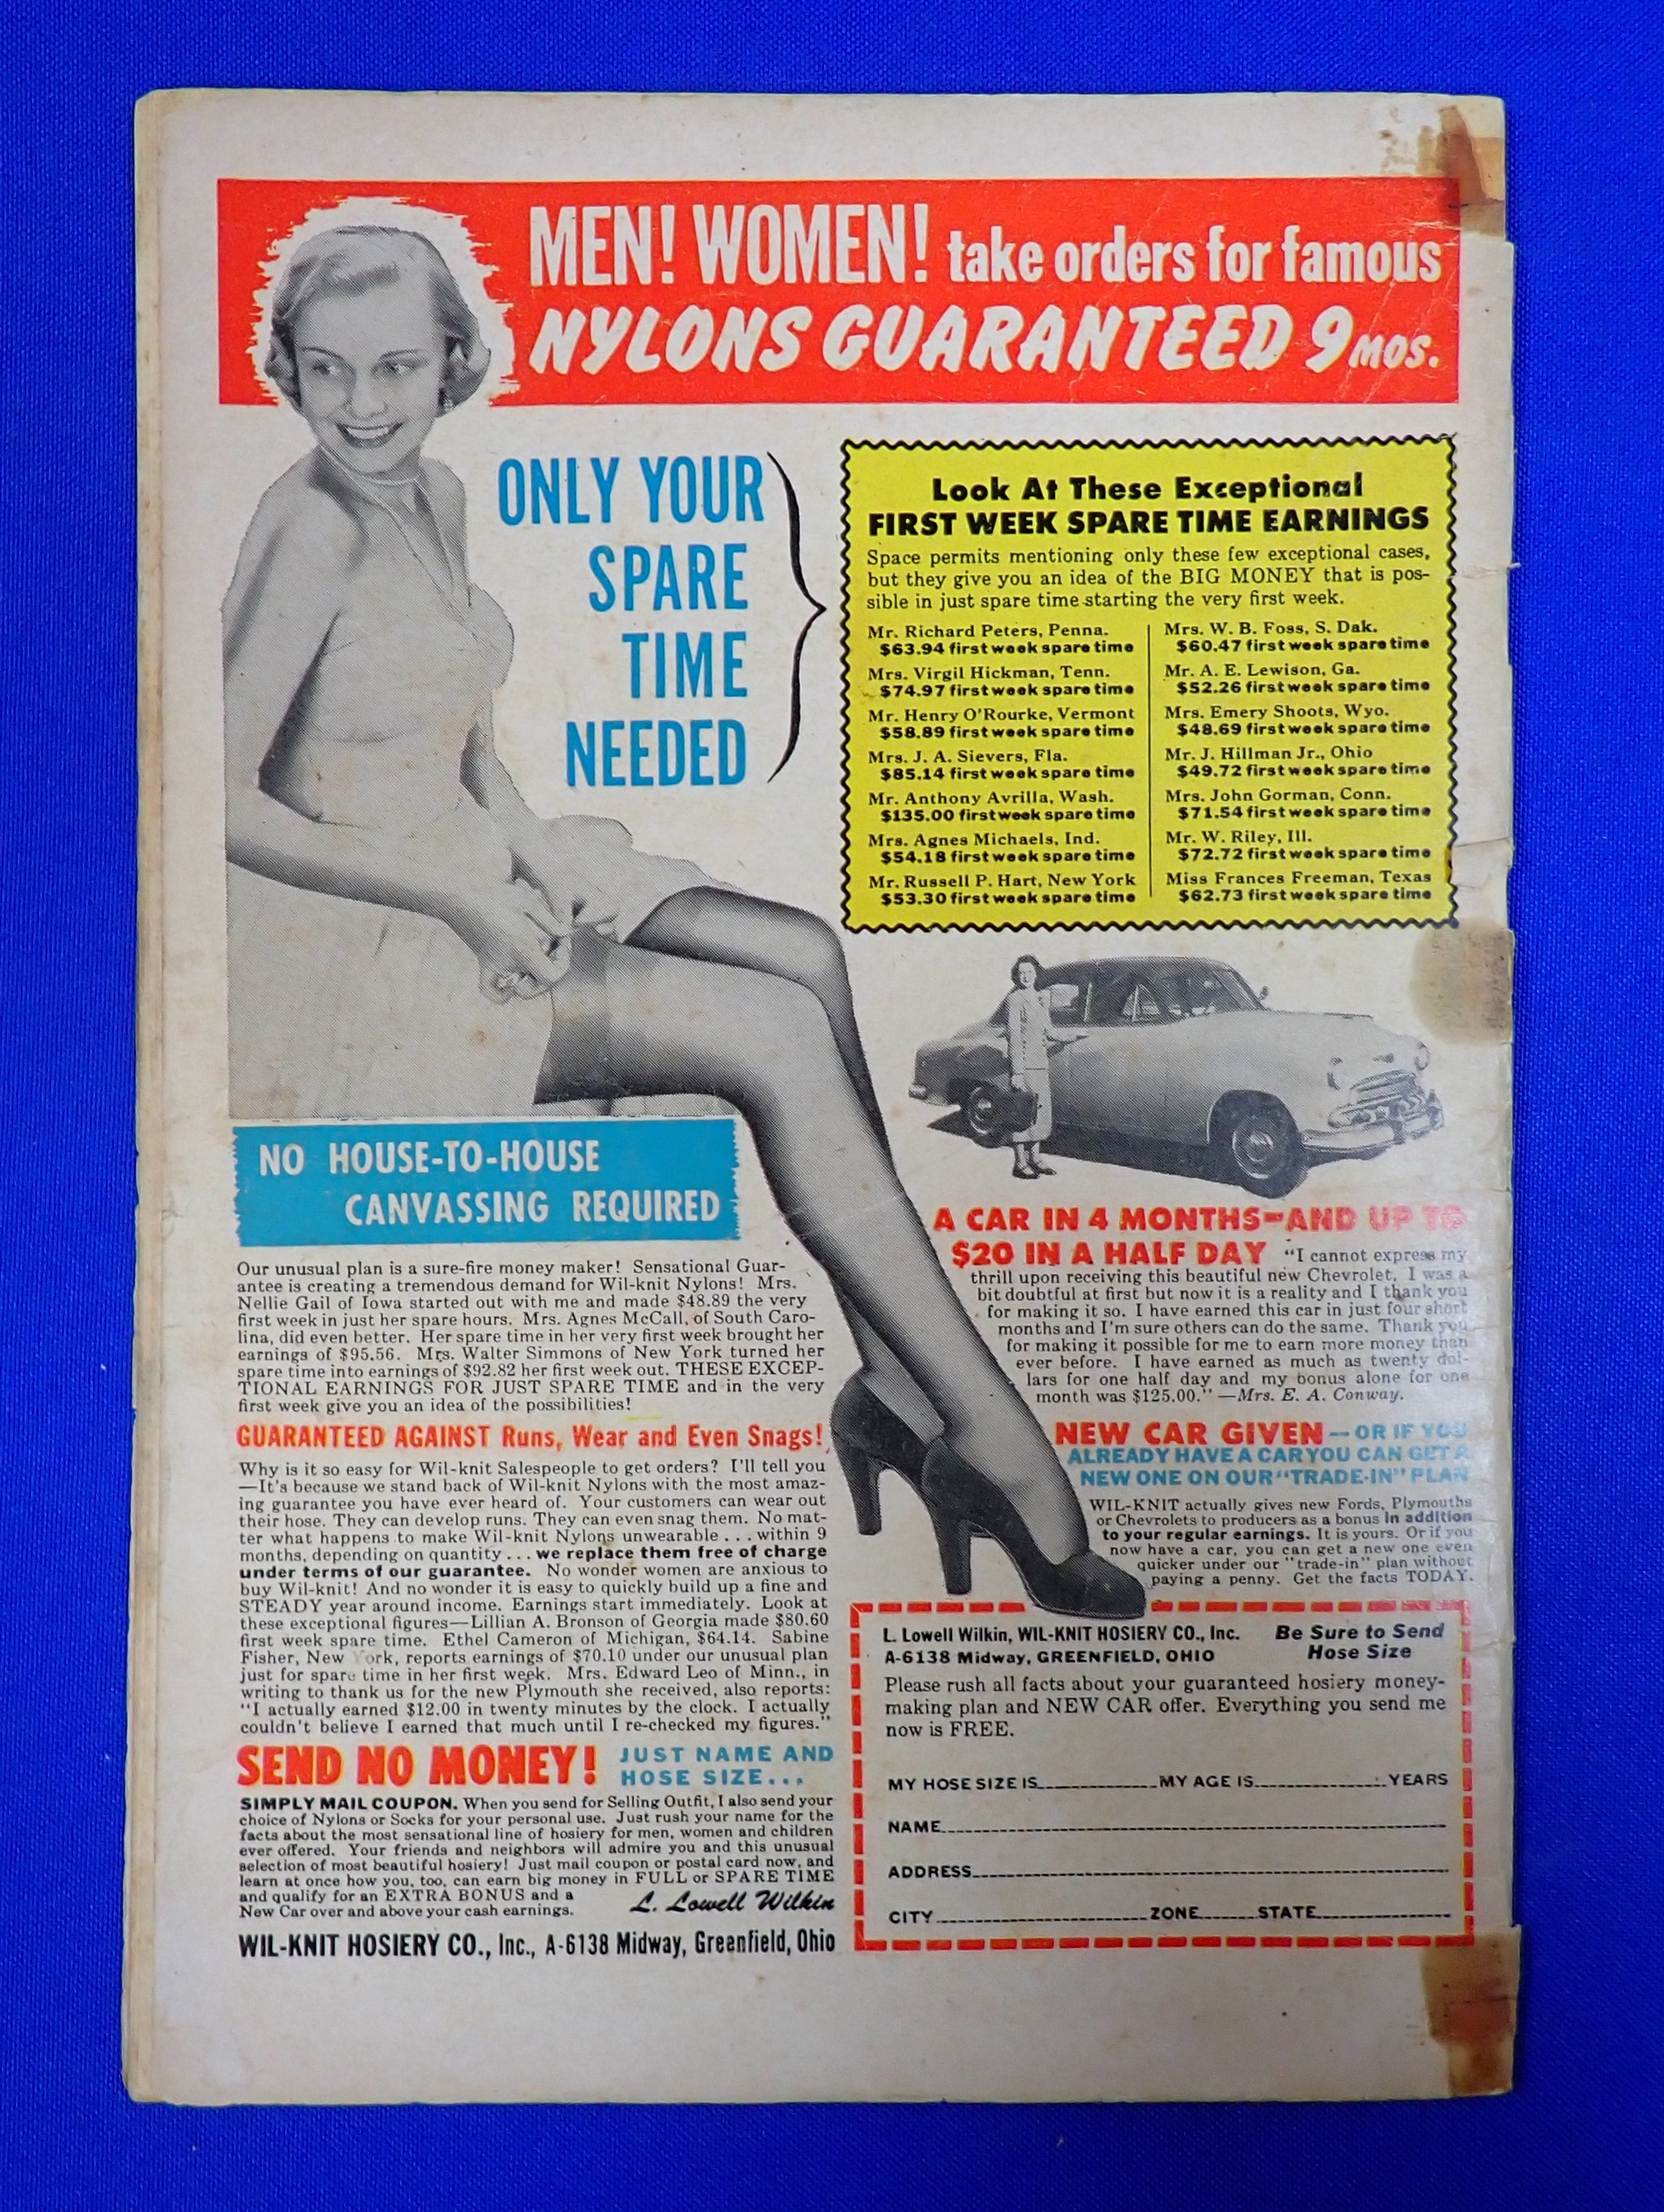 MEN! WOMEN! take orders for famous
NYLONS GUARANTEED 9 MOS.
ONLY YOUR
SPARE
TIME
NEEDED
Look At These Exceptional
FIRST WEEK SPARE TIME EARNINGS
Space permits mentioning only these few exceptional cases,
but they give you an idea of the BIG MONEY that is pos-
sible in just spare time starting the very first week.
Mr. Richard Peters, Penna.
$63.94 first week spare time
Mrs. Virgil Hickman, Tenn.
$74.97 first week spare time
Mr. Henry O'Rourke, Vermont
$58.89 first week spare time
Mrs. J. A. Sievers, Fla.
$85.14 first week spare time
Mr. Anthony Avrilla, Wash.
$135.00 first week spare time
Mrs. Agnes Michaels, Ind.
$54.18 first week spare time
Mr. Russell P. Hart, New York
$53.30 first week spare time
Mrs. W. B. Foss, S. Dak.
$60.47 first week spare time
Mr. A. E. Lewison, Ga.
$52.26 first week spare time
Mrs. Emery Shoots, Wyo.
$48.69 first week spare time
Mr. J. Hillman Jr., Ohio
$49.72 first week spare time
Mrs. John Gorman, Conn.
$71.54 first week spare time
Mr. W. Riley, Ill.
$72.72 first week spare time
Miss Frances Freeman, Texas
$62.73 first week spare time
NO HOUSE-TO-HOUSE
CANVASSING REQUIRED
Our unusual plan is a sure-fire money maker! Sensational Guar-
antee is creating a tremendous demand for Wil-knit Nylons! Mrs.
Nellie Gail of Iowa started out with me and made $48.89 the very
first week in just her spare hours. Mrs. Agnes McCall, of South Caro-
lina, did even better. Her spare time in her very first week brought her
earnings of $95.56. Mrs. Walter Simmons of New York turned her
spare time into earnings of $92.82 her first week out. THESE EXCEP-
TIONAL EARNINGS FOR JUST SPARE TIME and in the very
first week give you an idea of the possibilities!
GUARANTEED AGAINST Runs, Wear and Even Snags!
Why is it so easy for Wil-knit Salespeople to get orders? I'll tell you
—It's because we stand back of Wil-knit Nylons with the most amaz-
ing guarantee you have ever heard of. Your customers can wear out
their hose. They can develop runs. They can even snag them. No mat-
ter what happens to make Wil-knit Nylons unwearable . . . within 9
months, depending on quantity . . . we replace them free of charge
under terms of our guarantee. No wonder women are anxious to
buy Wil-knit! And no wonder it is easy to quickly build up a fine and
STEADY year around income. Earnings start immediately. Look at
these exceptional figures—Lillian A. Bronson of Georgia made $80.60
first week spare time. Ethel Cameron of Michigan, $64.14. Sabine
Fisher, New York, reports earnings of $70.10 under our unusual plan
just for spare time in her first week. Mrs. Edward Leo of Minn., in
writing to thank us for the new Plymouth she received, also reports:
"I actually earned $12.00 in twenty minutes by the clock. I actually
couldn't believe I earned that much until I re-checked my figures."
SEND NO MONEY! JUST NAME AND
HOSE SIZE...
SIMPLY MAIL COUPON. When you send for Selling Outfit, I also send your
choice of Nylons or Socks for your personal use. Just rush your name for the
facts about the most sensational line of hosiery for men, women and children
ever offered. Your friends and neighbors will admire you and this unusual
selection of most beautiful hosiery! Just mail coupon or postal card now, and
learn at once how you, too, can earn big money in FULL or SPARE TIME
and qualify for an EXTRA BONUS and a
New Car over and above your cash earnings.
L. Lowell Wilkin
WIL-KNIT HOSIERY CO., Inc., A-6138 Midway, Greenfield, Ohio
A CAR IN 4 MONTHS—AND UP TO
$20 IN A HALF DAY "I cannot express my
thrill upon receiving this beautiful new Chevrolet, I was a
bit doubtful at first but now it is a reality and I thank you
for making it so. I have earned this car in just four short
months and I'm sure others can do the same. Thank you
for making it possible for me to earn more money than
ever before. I have earned as much as twenty dol-
lars for one half day and my bonus alone for one
month was $125.00." —Mrs. E. A. Conway.
NEW CAR GIVEN—OR IF YOU
ALREADY HAVE A CAR YOU CAN GET A
NEW ONE ON OUR "TRADE-IN" PLAN
WIL-KNIT actually gives new Fords, Plymouths
or Chevrolets to producers as a bonus in addition
to your regular earnings. It is yours. Or if you
now have a car, you can get a new one even
quicker under our "trade-in" plan without
paying a penny. Get the facts TODAY.
L. Lowell Wilkin, WIL-KNIT HOSIERY CO., Inc.
A-6138 Midway, GREENFIELD, OHIO
Be Sure to Send
Hose Size
Please rush all facts about your guaranteed hosiery money-
making plan and NEW CAR offer. Everything you send me
now is FREE.
MY HOSE SIZE IS MY AGE IS YEARS
NAME
ADDRESS
CITY ZONE STATE